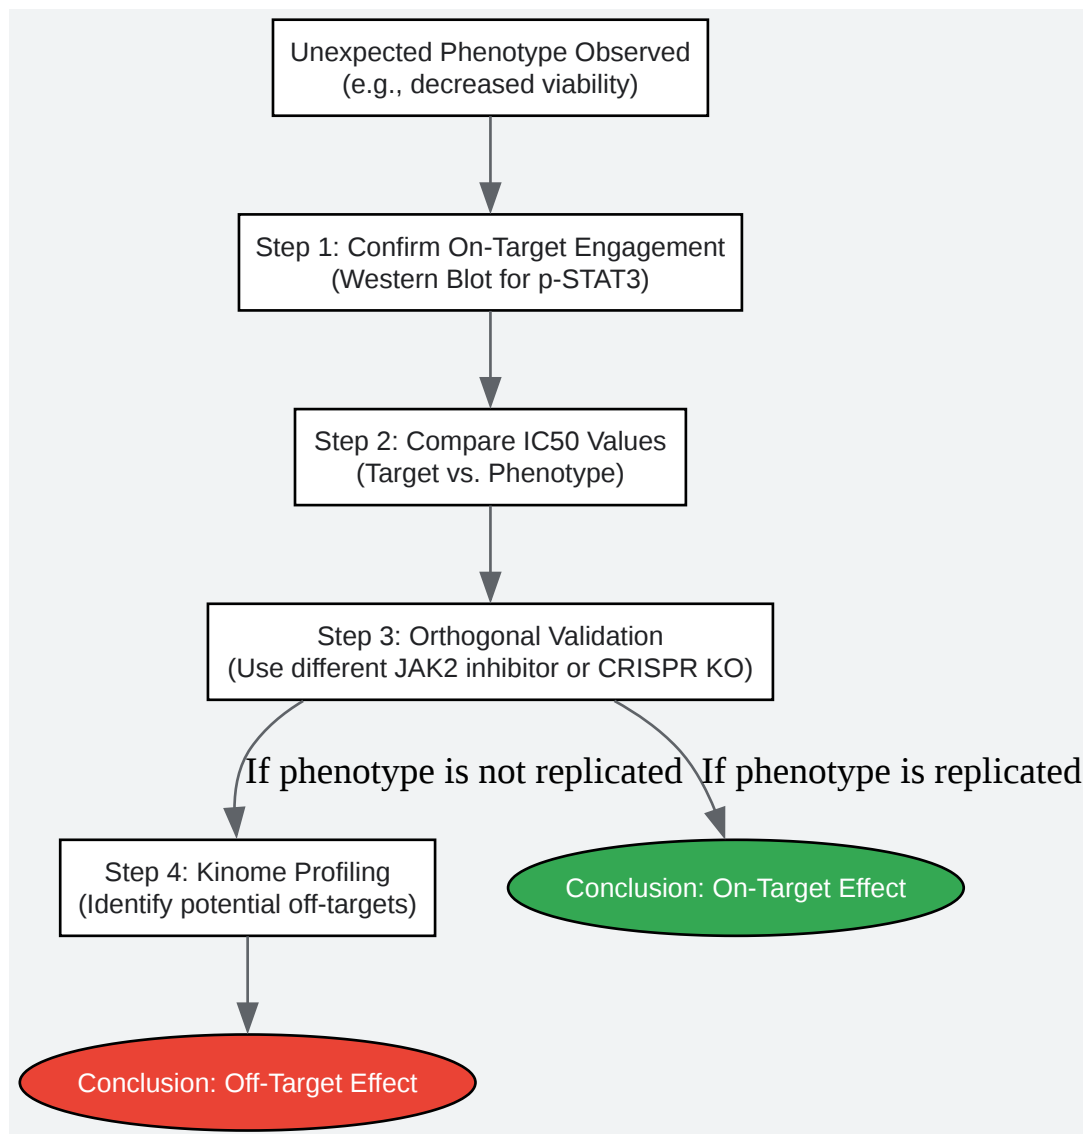 Unexpected Phenotype Observed
(e.g., decreased viability)
Step 1: Confirm On-Target Engagement
(Western Blot for p-STAT3)
Step 2: Compare IC50 Values
(Target vs. Phenotype)
Step 3: Orthogonal Validation
(Use different JAK2 inhibitor or CRISPR KO)
If phenotype is not replicated
If phenotype is replicated
Step 4: Kinome Profiling
(Identify potential off-targets)
Conclusion: On-Target Effect
Conclusion: Off-Target Effect